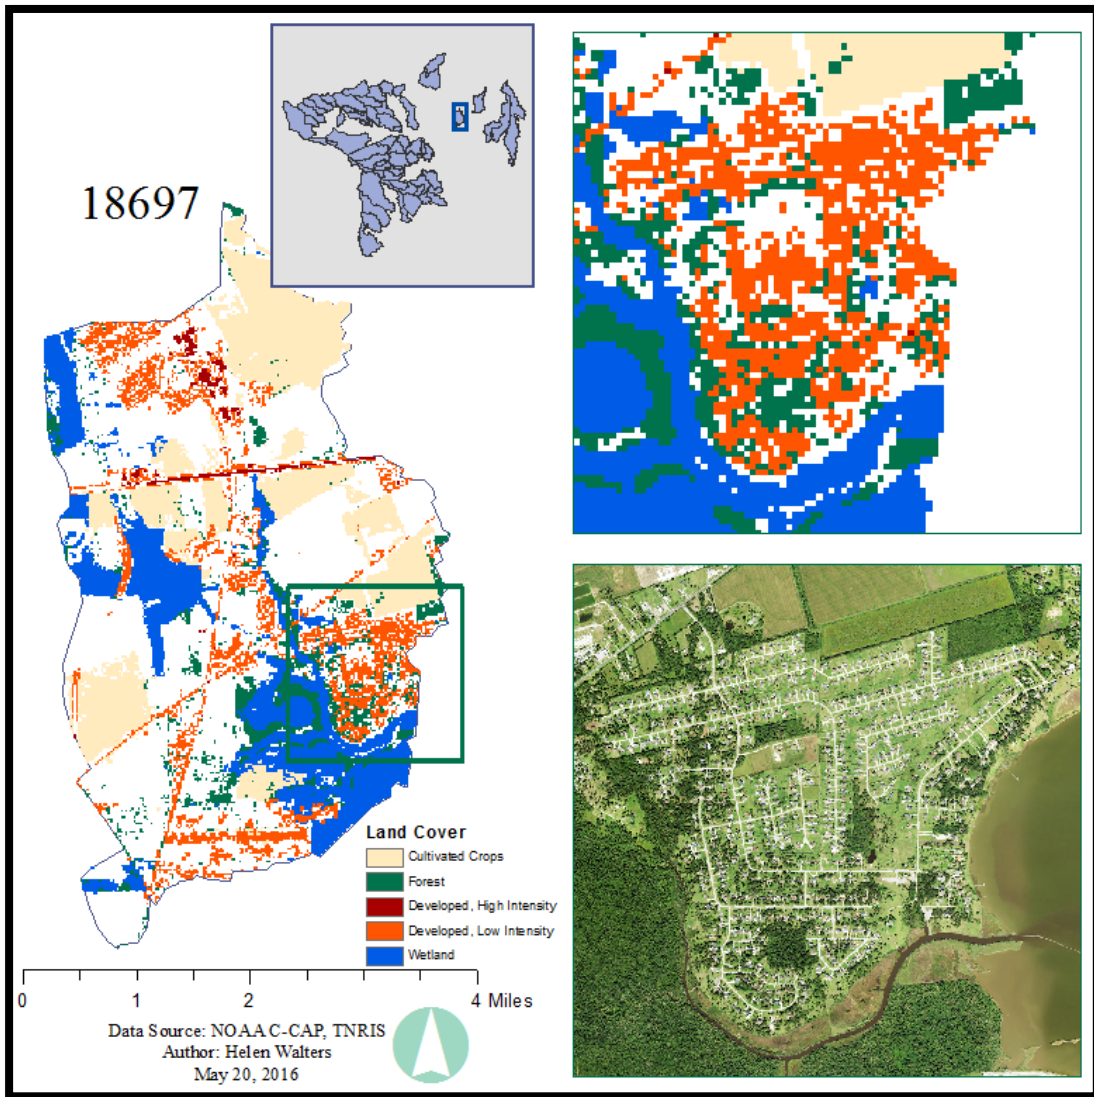 18697
Land Cover
Cultivated Crops
Forest
Developed, High Intensity
Developed, Low Intensity
Wetland
0 1 2 4 Miles
Data Source: NOAA C-CAP, TNRIS
Author: Helen Walters
May 20, 2016